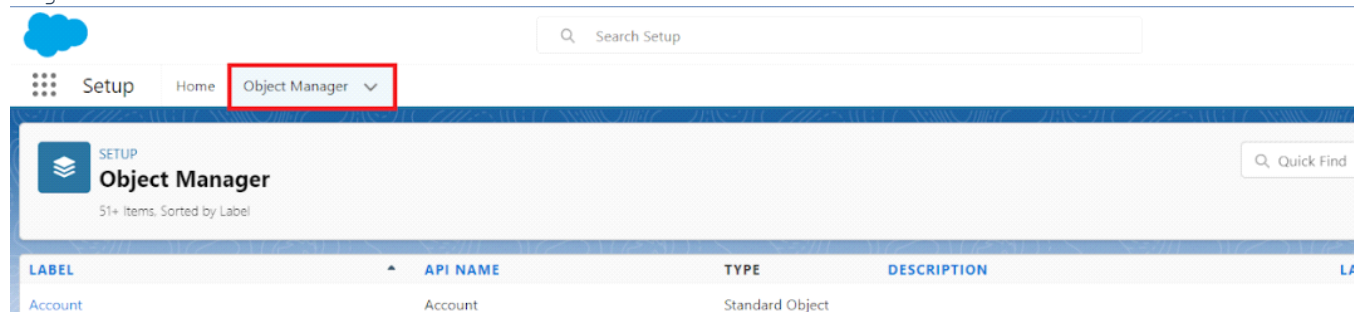 Search Setup
Setup Home Object Manager
SETUP
Object Manager
51+ Items, Sorted by Label
Quick Find
LABEL API NAME TYPE DESCRIPTION
Account Account Standard Object